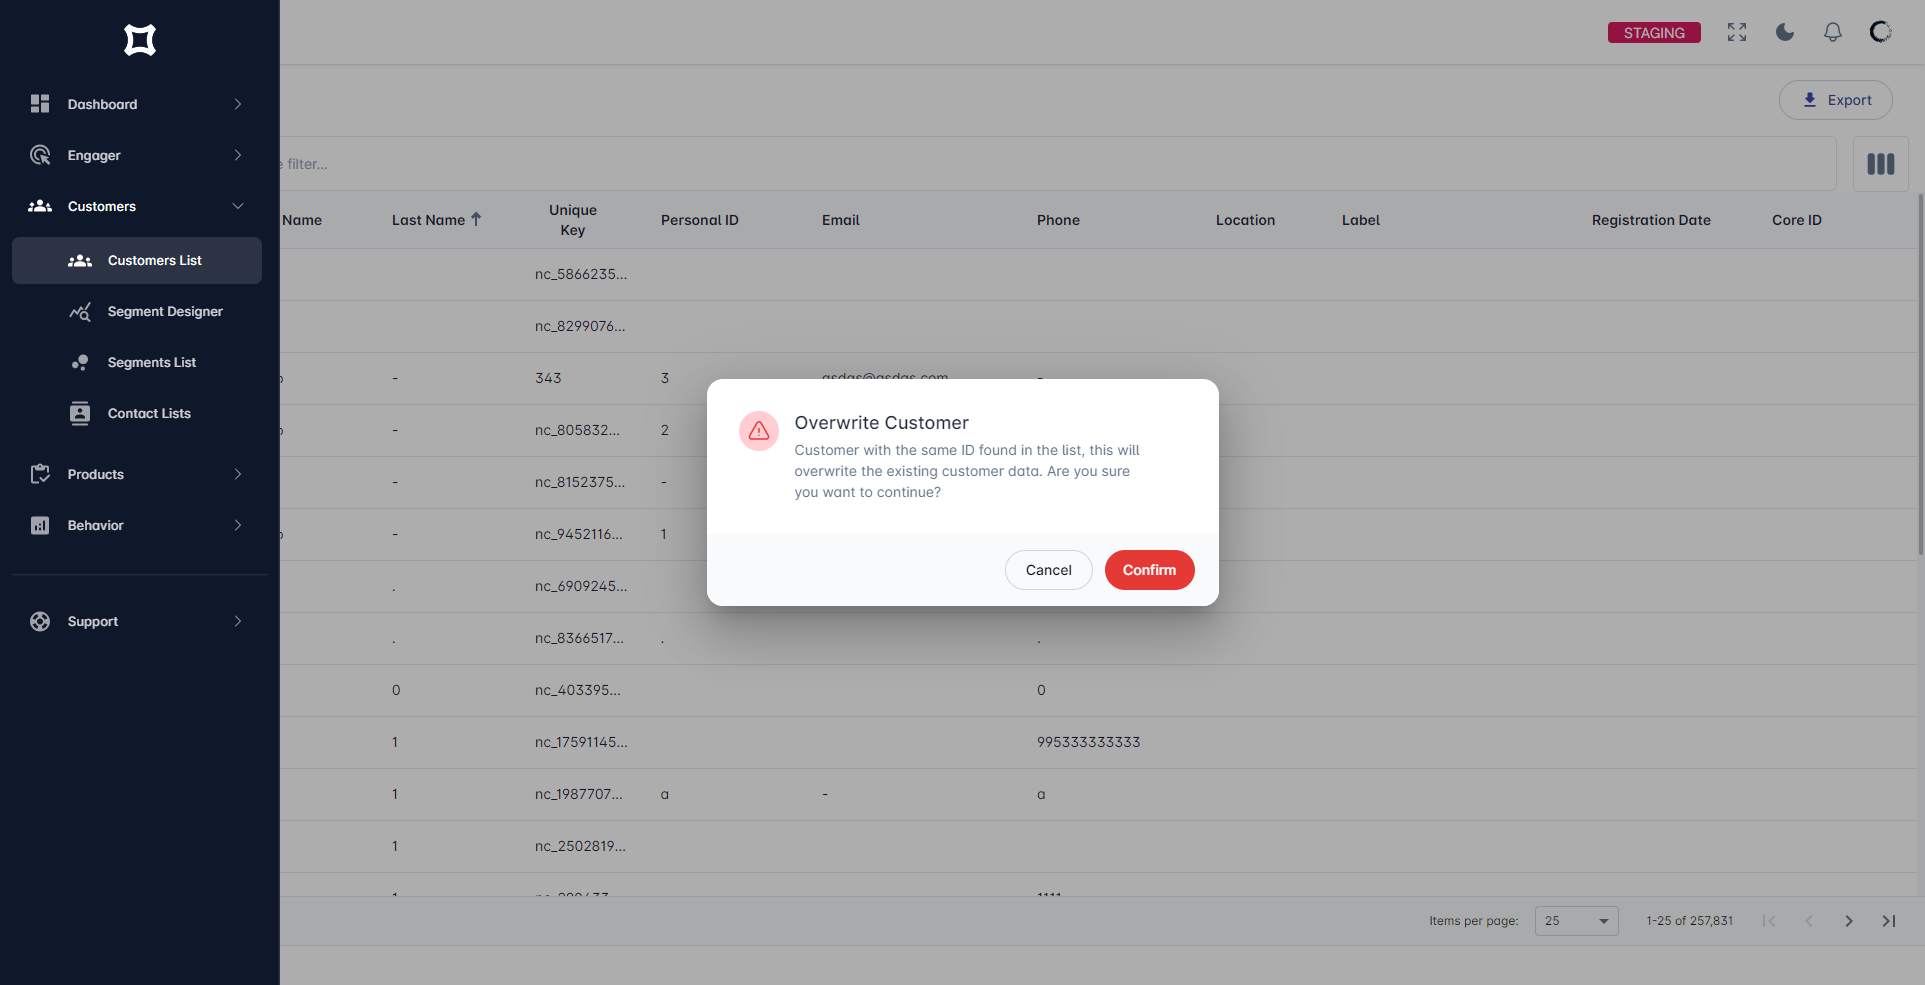 STAGING
Dashboard
Engager
Customers
Customers List
Segment Designer
Segments List
Contact Lists
Products
Behavior
Support
Export
filter...
Name Last Name Unique Key Personal ID Email Phone Location Label Registration Date Core ID
nc_5866235...
nc_8299076...
- 343 3 asdas@asdas.com -
- nc_805832... 2
- nc_8152375... -
- nc_9452116... 1
. nc_6909245...
. nc_8366517... . .
0 nc_403395... 0
1 nc_17591145... 995333333333
1 nc_1987707... a - a
1 nc_2502819...
Overwrite Customer
Customer with the same ID found in the list, this will
overwrite the existing customer data. Are you sure
you want to continue?
Cancel Confirm
Items per page: 25 1-25 of 257,831